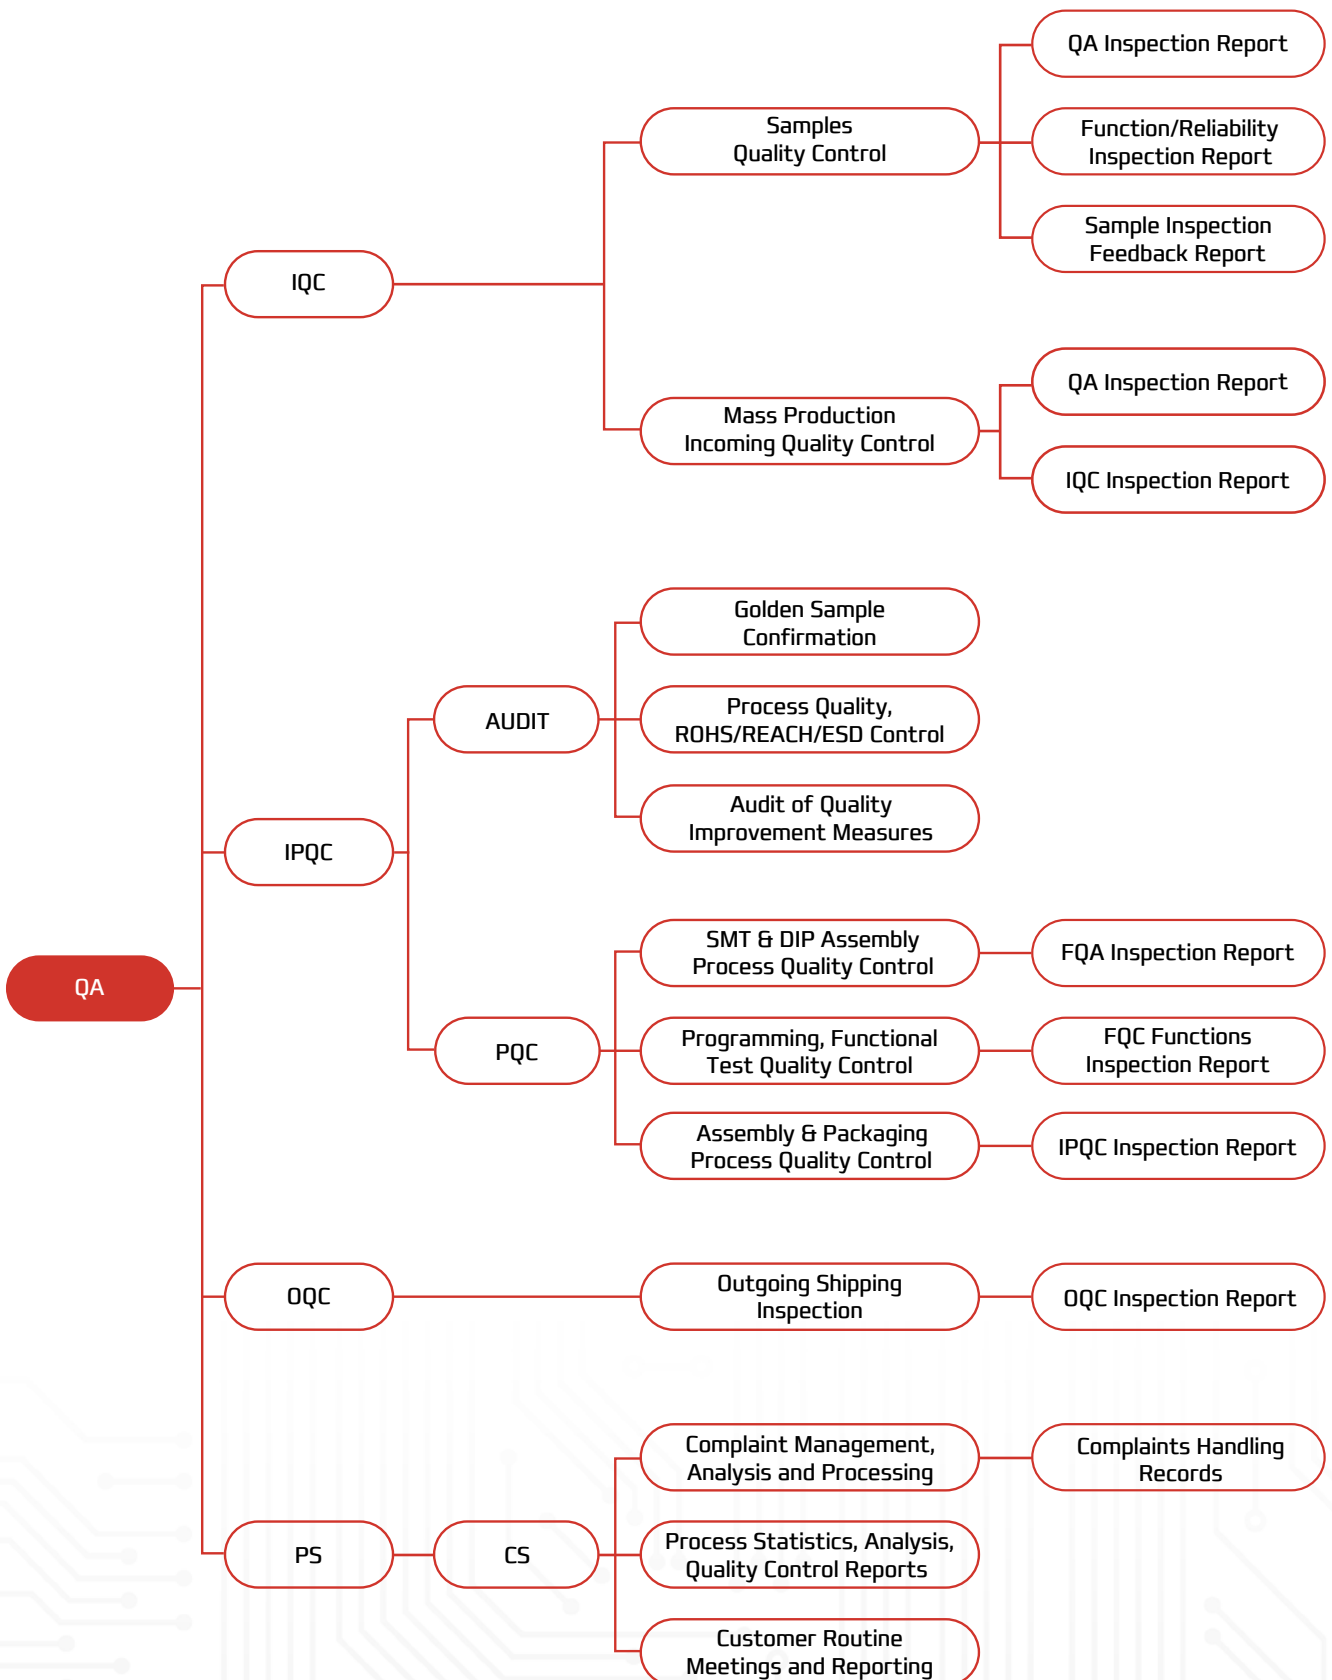 QA Inspection Report
Samples
Quality Control
Function/Reliability
Inspection Report
Sample Inspection
Feedback Report
IQC
QA Inspection Report
Mass Production
Incoming Quality Control
IQC Inspection Report
Golden Sample
Confirmation
AUDIT
Process Quality,
ROHS/REACH/ESD Control
Audit of Quality
Improvement Measures
IPQC
SMT & DIP Assembly
Process Quality Control
FQA Inspection Report
QA
PQC
Programming, Functional
Test Quality Control
FQC Functions
Inspection Report
Assembly & Packaging
Process Quality Control
IPQC Inspection Report
OQC
Outgoing Shipping
Inspection
OQC Inspection Report
Complaint Management,
Analysis and Processing
Complaints Handling
Records
PS
CS
Process Statistics, Analysis,
Quality Control Reports
Customer Routine
Meetings and Reporting